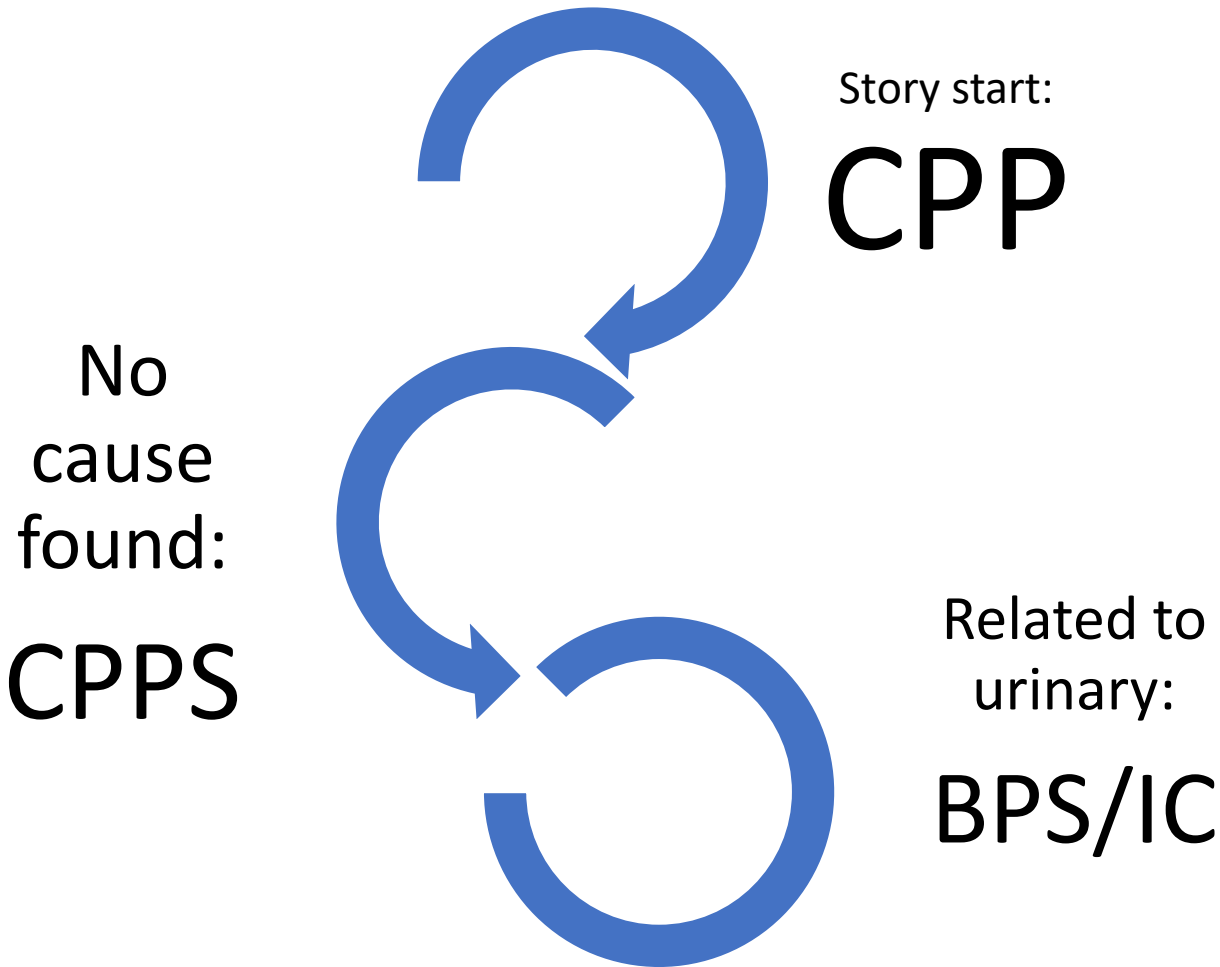 Story start:
CPP
No
cause
found:
CPPS
Related to
urinary:
BPS/IC